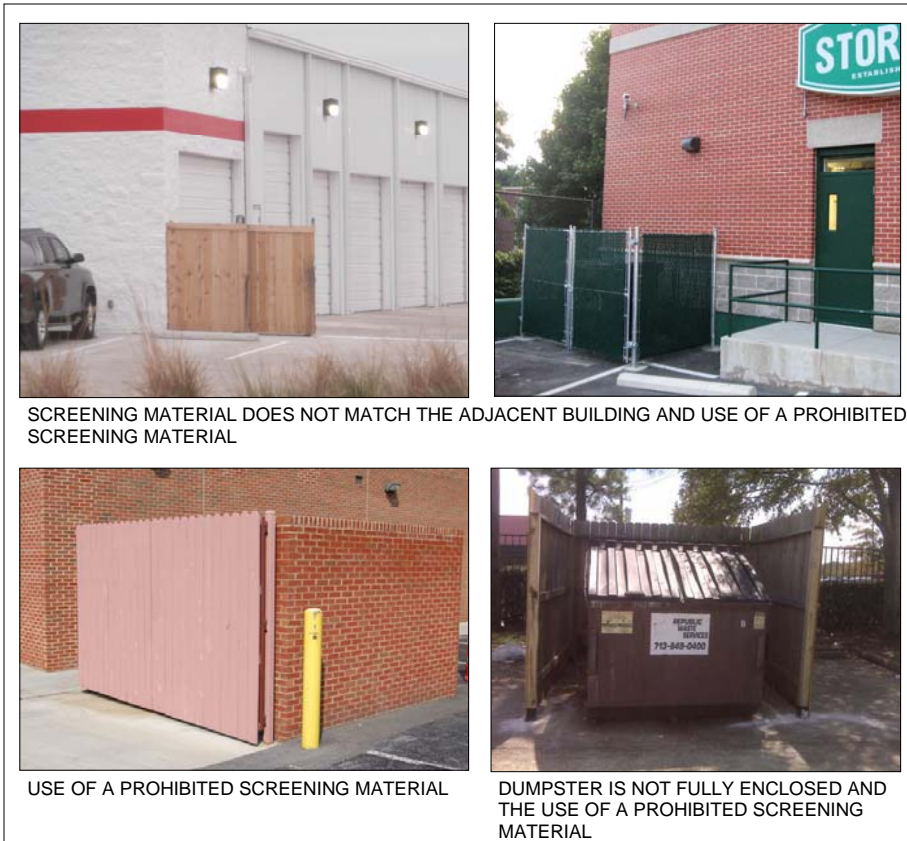 STOR
ESTABLIS
SCREENING MATERIAL DOES NOT MATCH THE ADJACENT BUILDING AND USE OF A PROHIBITED
SCREENING MATERIAL
REPUBLIC
WASTE
SERVICES
713-849-0400
USE OF A PROHIBITED SCREENING MATERIAL
DUMPSTER IS NOT FULLY ENCLOSED AND
THE USE OF A PROHIBITED SCREENING
MATERIAL